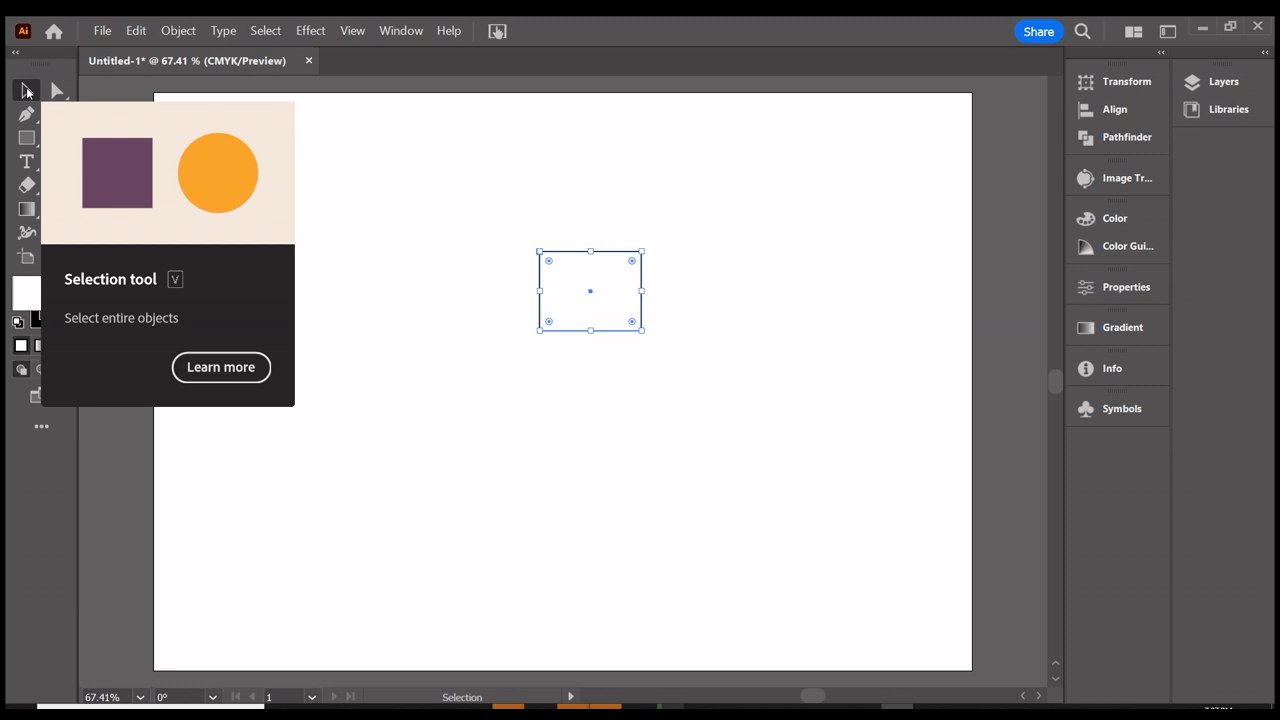 Ai
File Edit Object Type Select Effect View Window Help
Share
Untitled-1* @ 67.41 % (CMYK/Preview) ×
Transform
Align
Pathfinder
Image Tr...
Color
Color Gui...
Properties
Gradient
Info
Symbols
Layers
Libraries
Selection tool V
Select entire objects
Learn more
67.41% 0° 1 Selection